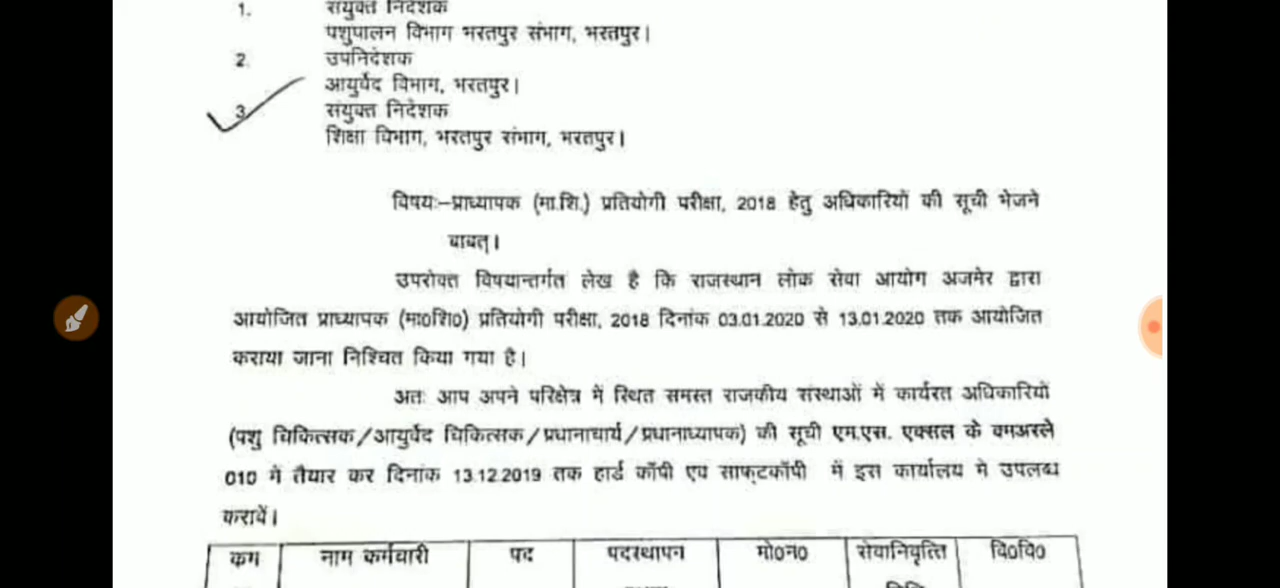 1. संयुक्त निदेशक
पशुपालन विभाग भरतपुर संभाग, भरतपुर।
2. उपनिदेशक
आयुर्वेद विभाग, भरतपुर।
3. संयुक्त निदेशक
शिक्षा विभाग, भरतपुर संभाग, भरतपुर।
विषयः–प्राध्यापक (मा.शि.) प्रतियोगी परीक्षा, 2018 हेतु अधिकारियों की सूची भेजने
बाबत्।
उपरोक्त विषयान्तर्गत लेख है कि राजस्थान लोक सेवा आयोग अजमेर द्वारा
आयोजित प्राध्यापक (मा0शि0) प्रतियोगी परीक्षा, 2018 दिनांक 03.01.2020 से 13.01.2020 तक आयोजित
कराया जाना निश्चित किया गया है।
अतः आप अपने परिक्षेत्र में स्थित समस्त राजकीय संस्थाओं में कार्यरत अधिकारियों
(पशु चिकित्सक/आयुर्वेद चिकित्सक/प्रधानाचार्य/प्रधानाध्यापक) की सूची एम.एस. एक्सल के वमअरले
010 में तैयार कर दिनांक 13.12.2019 तक हार्ड कॉपी एव साफ्टकॉपी में इस कार्यालय मे उपलब्ध
करावें।
कम नाम कर्मचारी पद पदस्थापन मो0न0 सेवानिवृत्ति वि0वि0